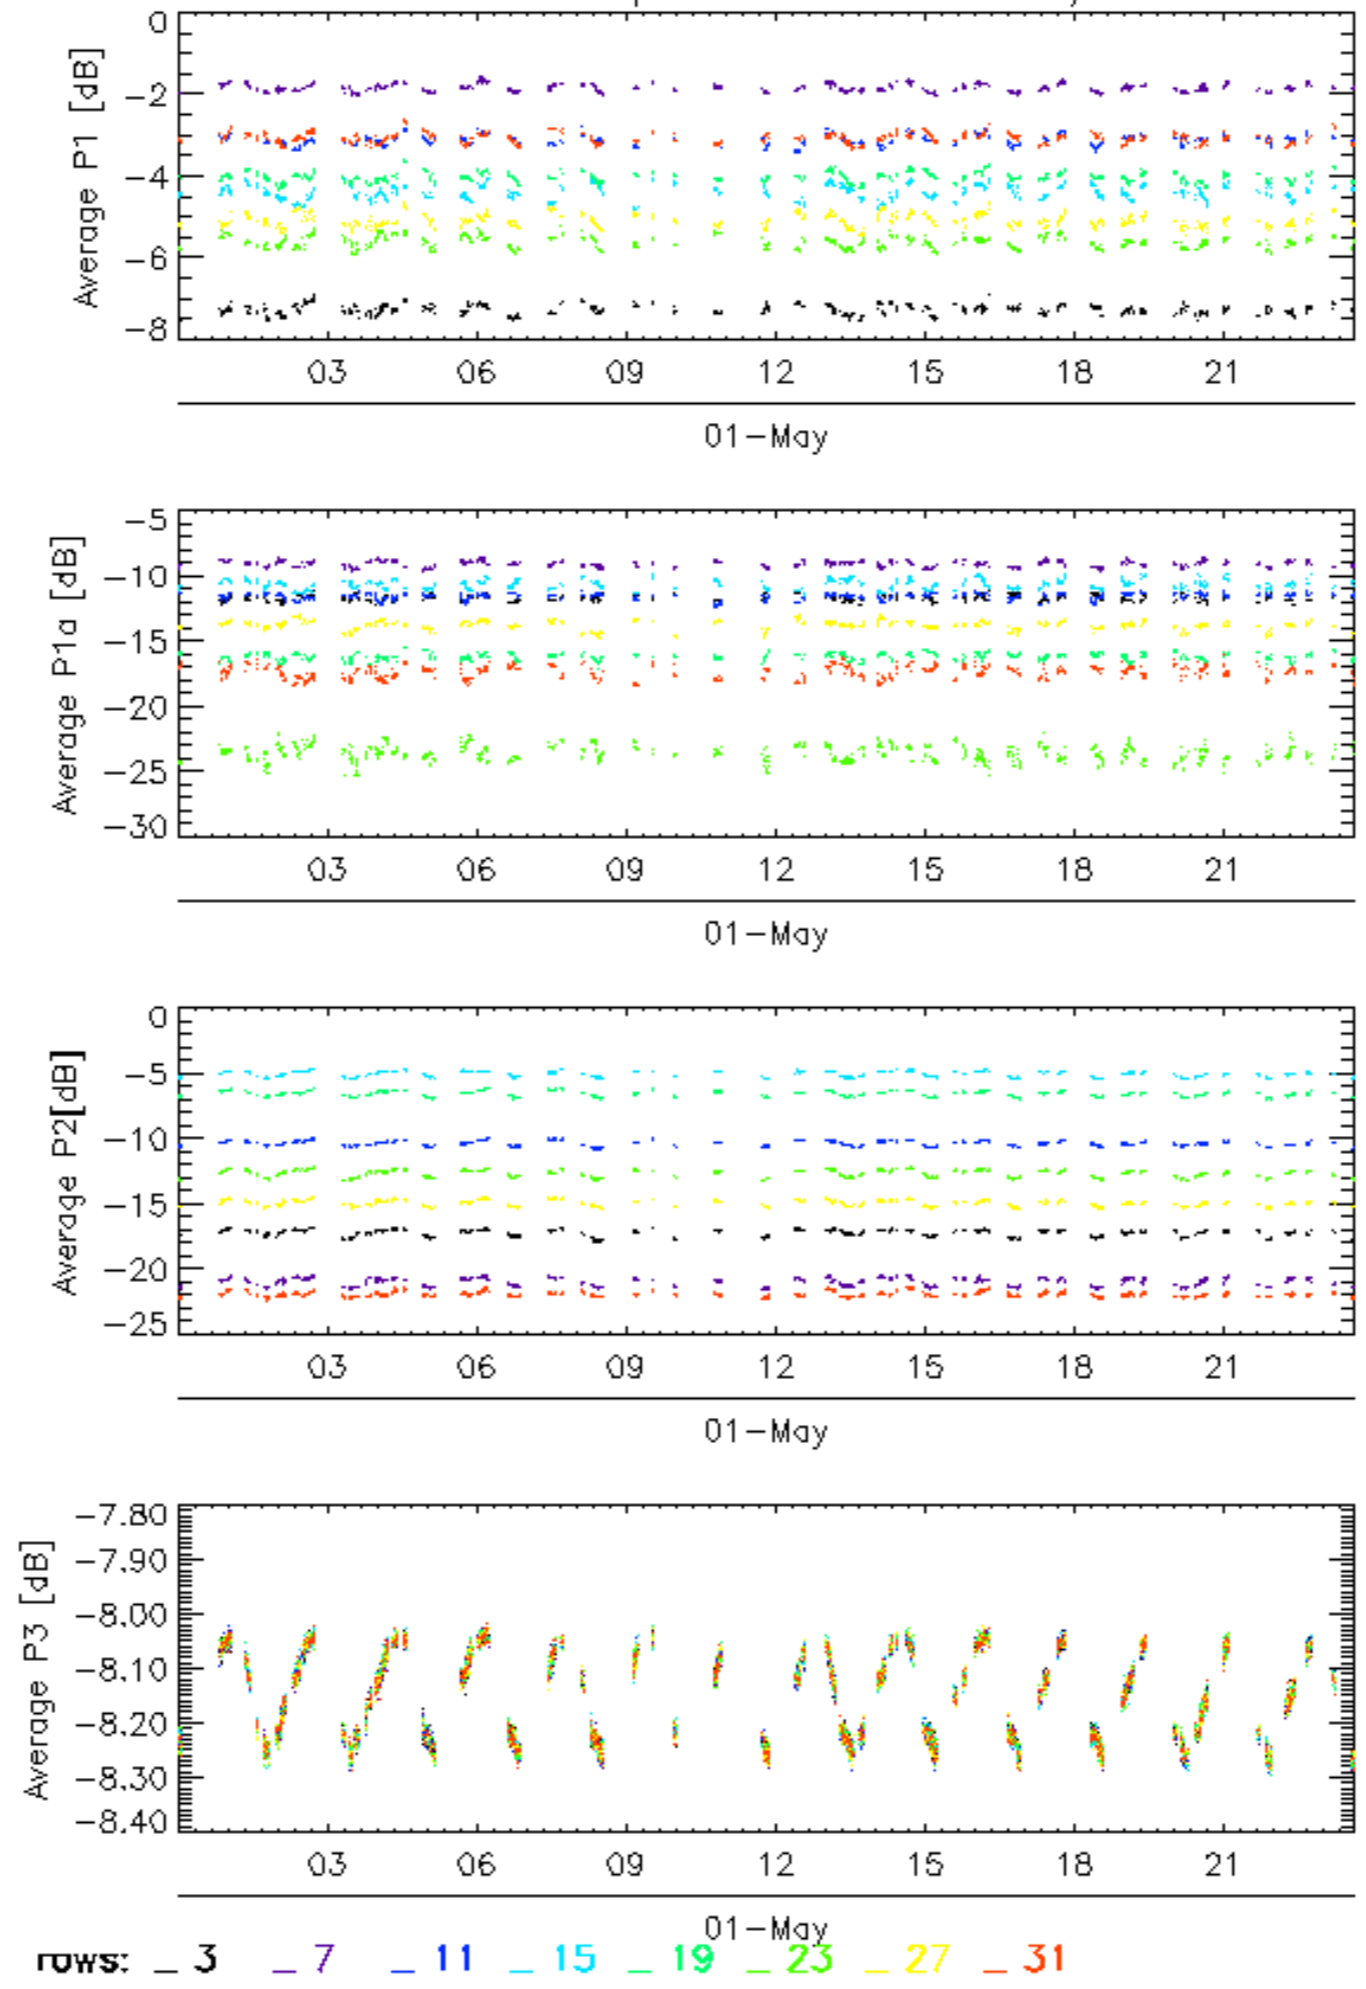 0
-2
-4
-6
-8
Average P1 [dB]
03 06 09 12 15 18 21
01-May
-5
-10
-15
-20
-25
-30
Average P1a [dB]
03 06 09 12 15 18 21
01-May
0
-5
-10
-15
-20
-25
Average P2[dB]
03 06 09 12 15 18 21
01-May
-7.80
-7.90
-8.00
-8.10
-8.20
-8.30
-8.40
Average P3 [dB]
03 06 09 12 15 18 21
01-May
rows: _ 3 _ 7 _ 11 _ 15 _ 19 _ 23 _ 27 _ 31